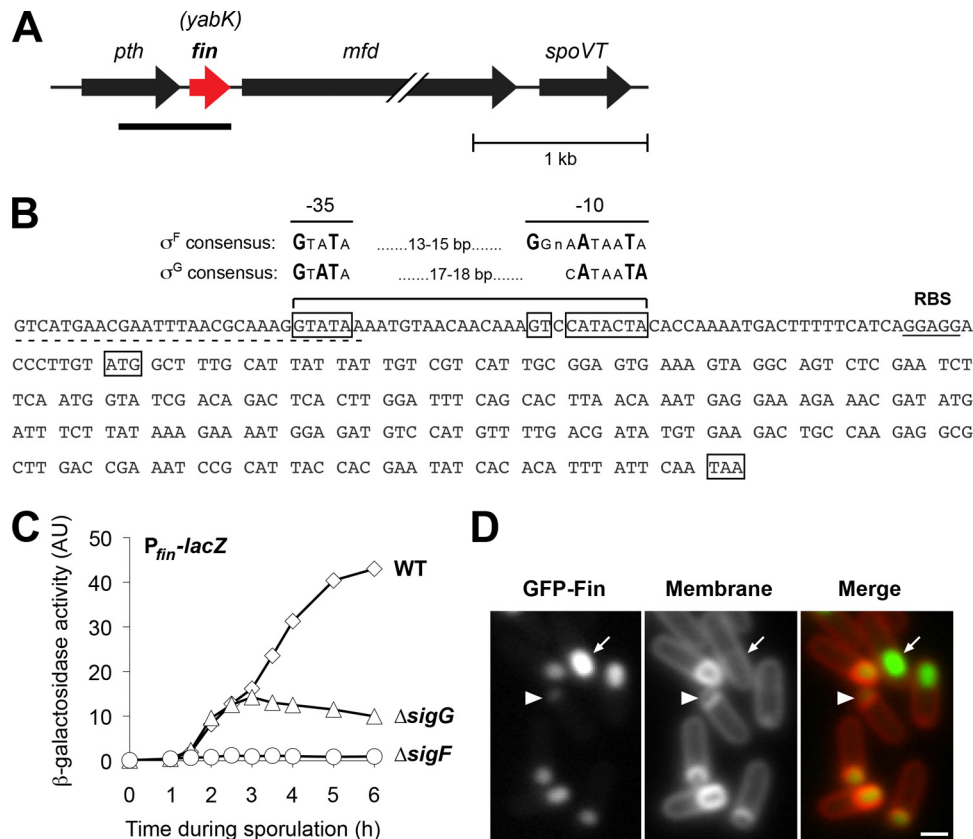 A
(yabK)
pth fin mfd spoVT
1 kb
B
-35 -10
σF consensus: GTATA .......13-15 bp....... GGnAATAATA
σG consensus: GTATA .......17-18 bp....... CATAATA
RBS
GTCATGAACGAATTTAACGCAAAGGTATAAAATGTAACAACAAAGTCCATACTACACCAAAATGACTTTTTCATCAGGAGGA
CCCTTGT ATG GCT TTG CAT TAT TAT TGT CGT CAT TGC GGA GTG AAA GTA GGC AGT CTC GAA TCT
TCA ATG GTA TCG ACA GAC TCA CTT GGA TTT CAG CAC TTA ACA AAT GAG GAA AGA AAC GAT ATG
ATT TCT TAT AAA GAA AAT GGA GAT GTC CAT GTT TTG ACG ATA TGT GAA GAC TGC CAA GAG GCG
CTT GAC CGA AAT CCG CAT TAC CAC GAA TAT CAC ACA TTT ATT CAA TAA
C
Pfin-lacZ
β-galactosidase activity (AU)
50
40
30
20
10
0
0 1 2 3 4 5 6
Time during sporulation (h)
WT
ΔsigG
ΔsigF
D
GFP-Fin Membrane Merge